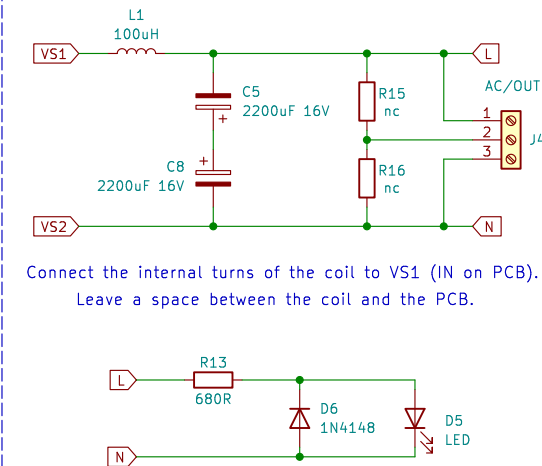 L1
100uH
VS1
L
C5
2200uF 16V
+
R15
nc
AC/OUT
1
2
3
J4
+
C8
2200uF 16V
R16
nc
VS2
N
Connect the internal turns of the coil to VS1 (IN on PCB).
Leave a space between the coil and the PCB.
R13
L
680R
D6
1N4148
D5
LED
N